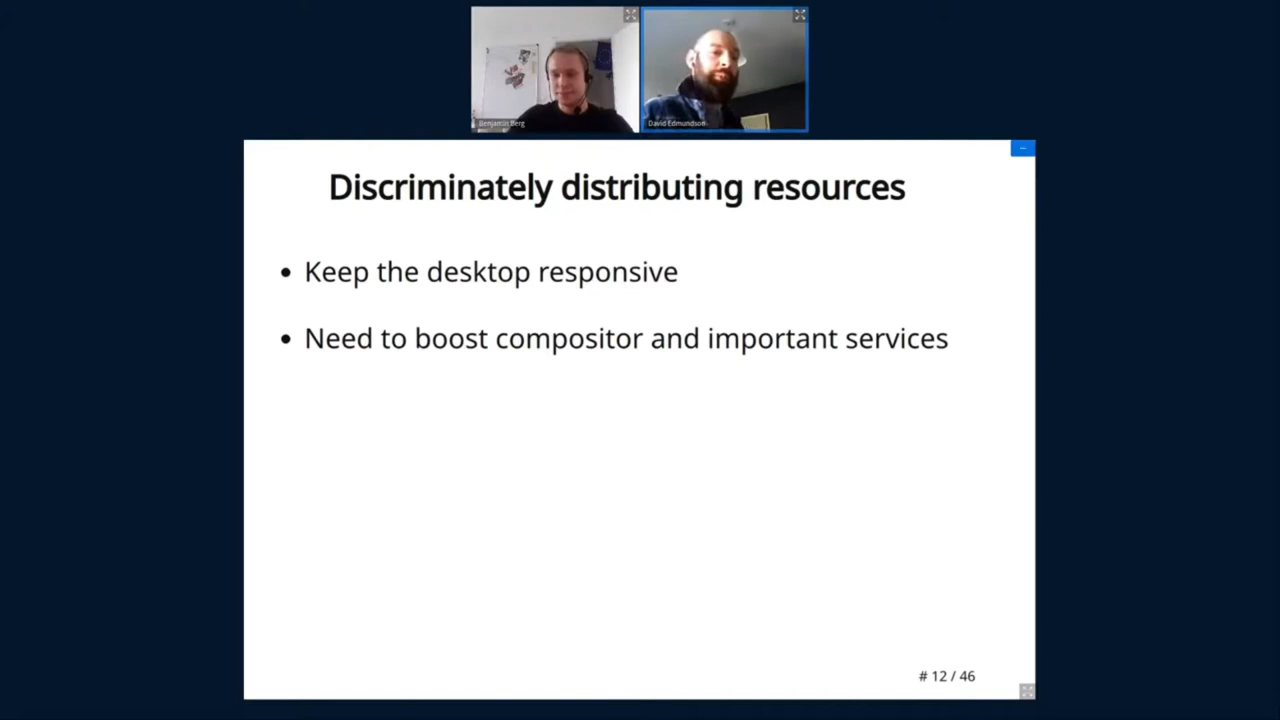 Benjamin Berg
David Edmundson
Discriminately distributing resources
• Keep the desktop responsive
• Need to boost compositor and important services
# 12 / 46